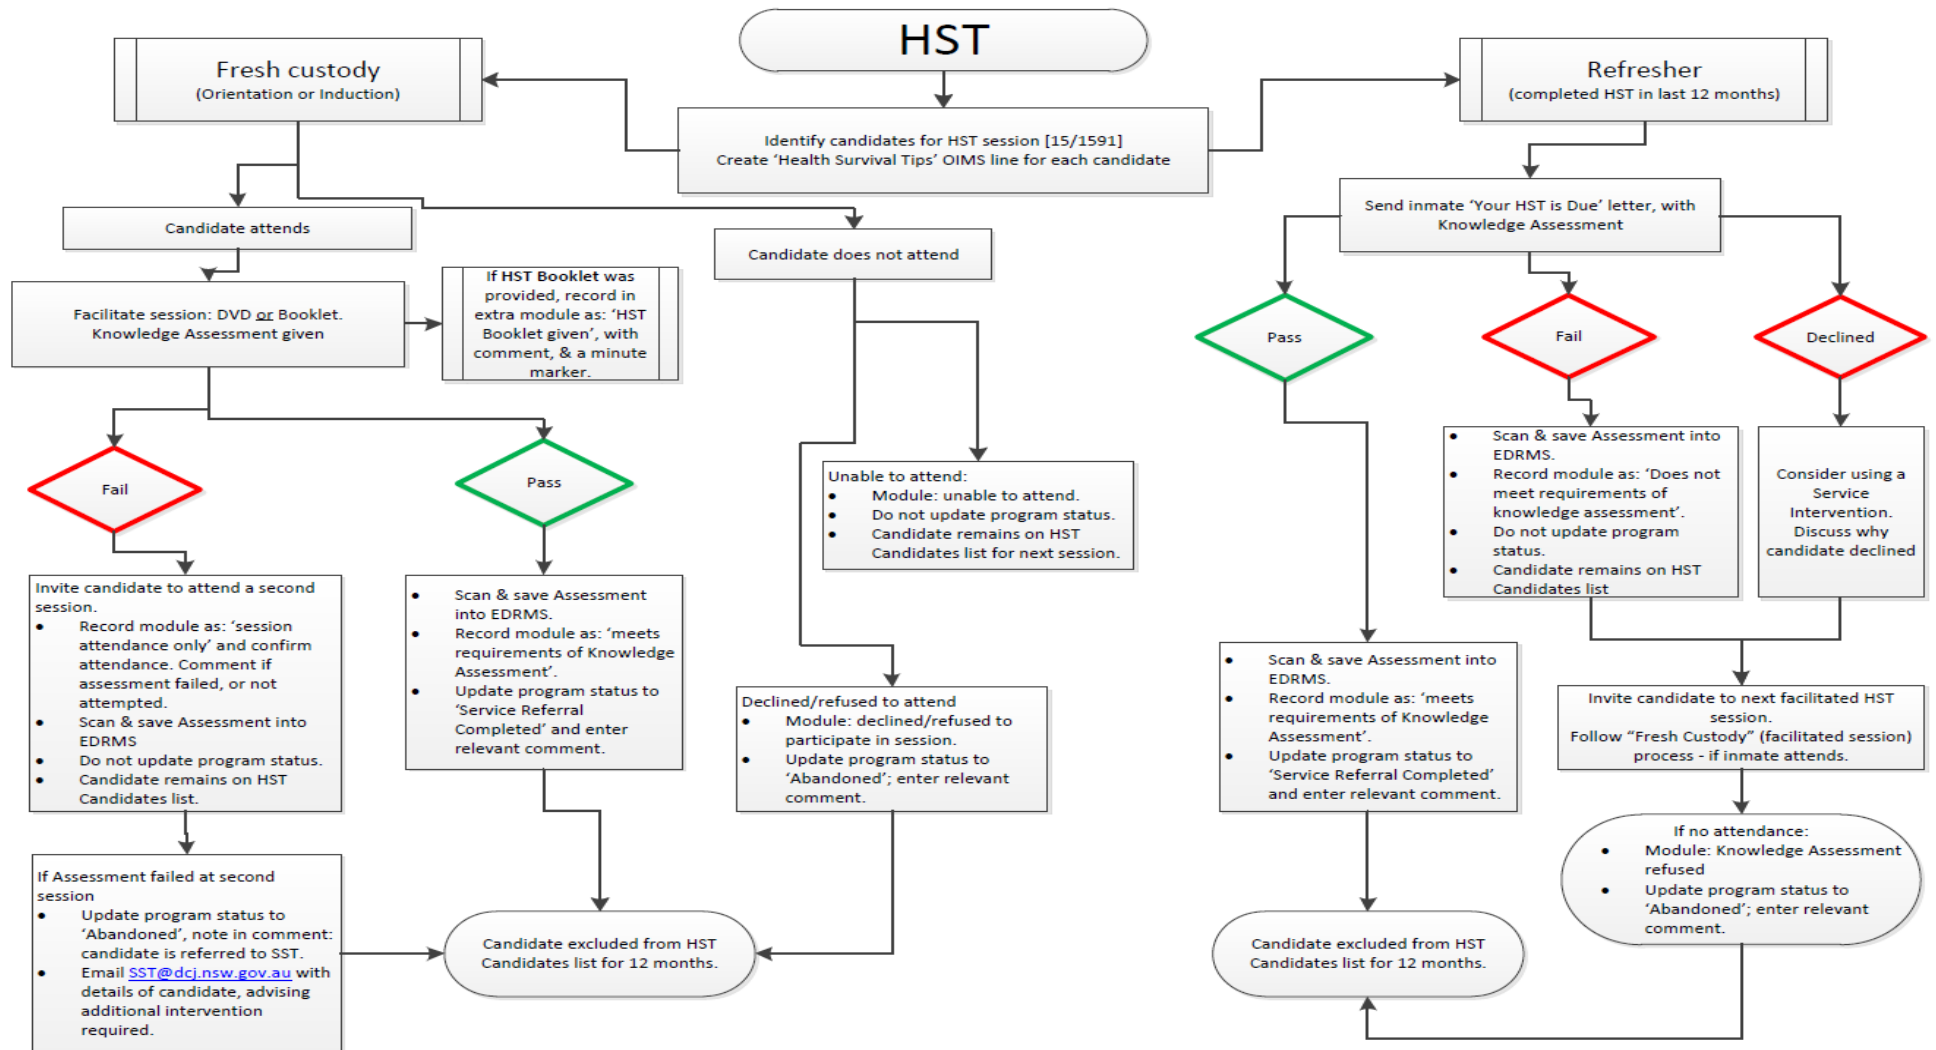 HST
Fresh custody
(Orientation or Induction)
Refresher
(completed HST in last 12 months)
Identify candidates for HST session [15/1591]
Create ‘Health Survival Tips’ OIMS line for each candidate
Candidate attends
Candidate does not attend
Send inmate ‘Your HST is Due’ letter, with
Knowledge Assessment
Facilitate session: DVD or Booklet.
Knowledge Assessment given
If HST Booklet was
provided, record in
extra module as: ‘HST
Booklet given’, with
comment, & a minute
marker.
Pass
Fail
Declined
Fail
Pass
Unable to attend:
• Module: unable to attend.
• Do not update program status.
• Candidate remains on HST
Candidates list for next session.
• Scan & save Assessment into
EDRMS.
• Record module as: ‘Does not
meet requirements of
knowledge assessment’.
• Do not update program
status.
• Candidate remains on HST
Candidates list
Consider using a
Service
Intervention.
Discuss why
candidate declined
Invite candidate to attend a second
session.
• Record module as: ‘session
attendance only’ and confirm
attendance. Comment if
assessment failed, or not
attempted.
• Scan & save Assessment into
EDRMS
• Do not update program status.
• Candidate remains on HST
Candidates list.
• Scan & save Assessment
into EDRMS.
• Record module as: ‘meets
requirements of Knowledge
Assessment’.
• Update program status to
‘Service Referral
Completed’ and enter
relevant comment.
Declined/refused to attend
• Module: declined/refused to
participate in session.
• Update program status to
‘Abandoned’; enter relevant
comment.
• Scan & save Assessment into
EDRMS.
• Record module as: ‘meets
requirements of Knowledge
Assessment’.
• Update program status to
‘Service Referral Completed’
and enter relevant comment.
Invite candidate to next facilitated HST
session.
Follow “Fresh Custody” (facilitated session)
process - if inmate attends.
If Assessment failed at second
session
• Update program status to
‘Abandoned’, note in comment:
candidate is referred to SST.
• Email SST@dcj.nsw.gov.au with
details of candidate, advising
additional intervention
required.
Candidate excluded from HST
Candidates list for 12 months.
Candidate excluded from HST
Candidates list for 12 months.
If no attendance:
• Module: Knowledge Assessment
refused
• Update program status to
‘Abandoned’; enter relevant
comment.